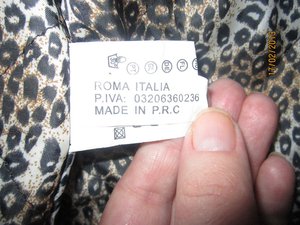 ROMA ITALIA
P.IVA: 03206360236
MADE IN P.R.C